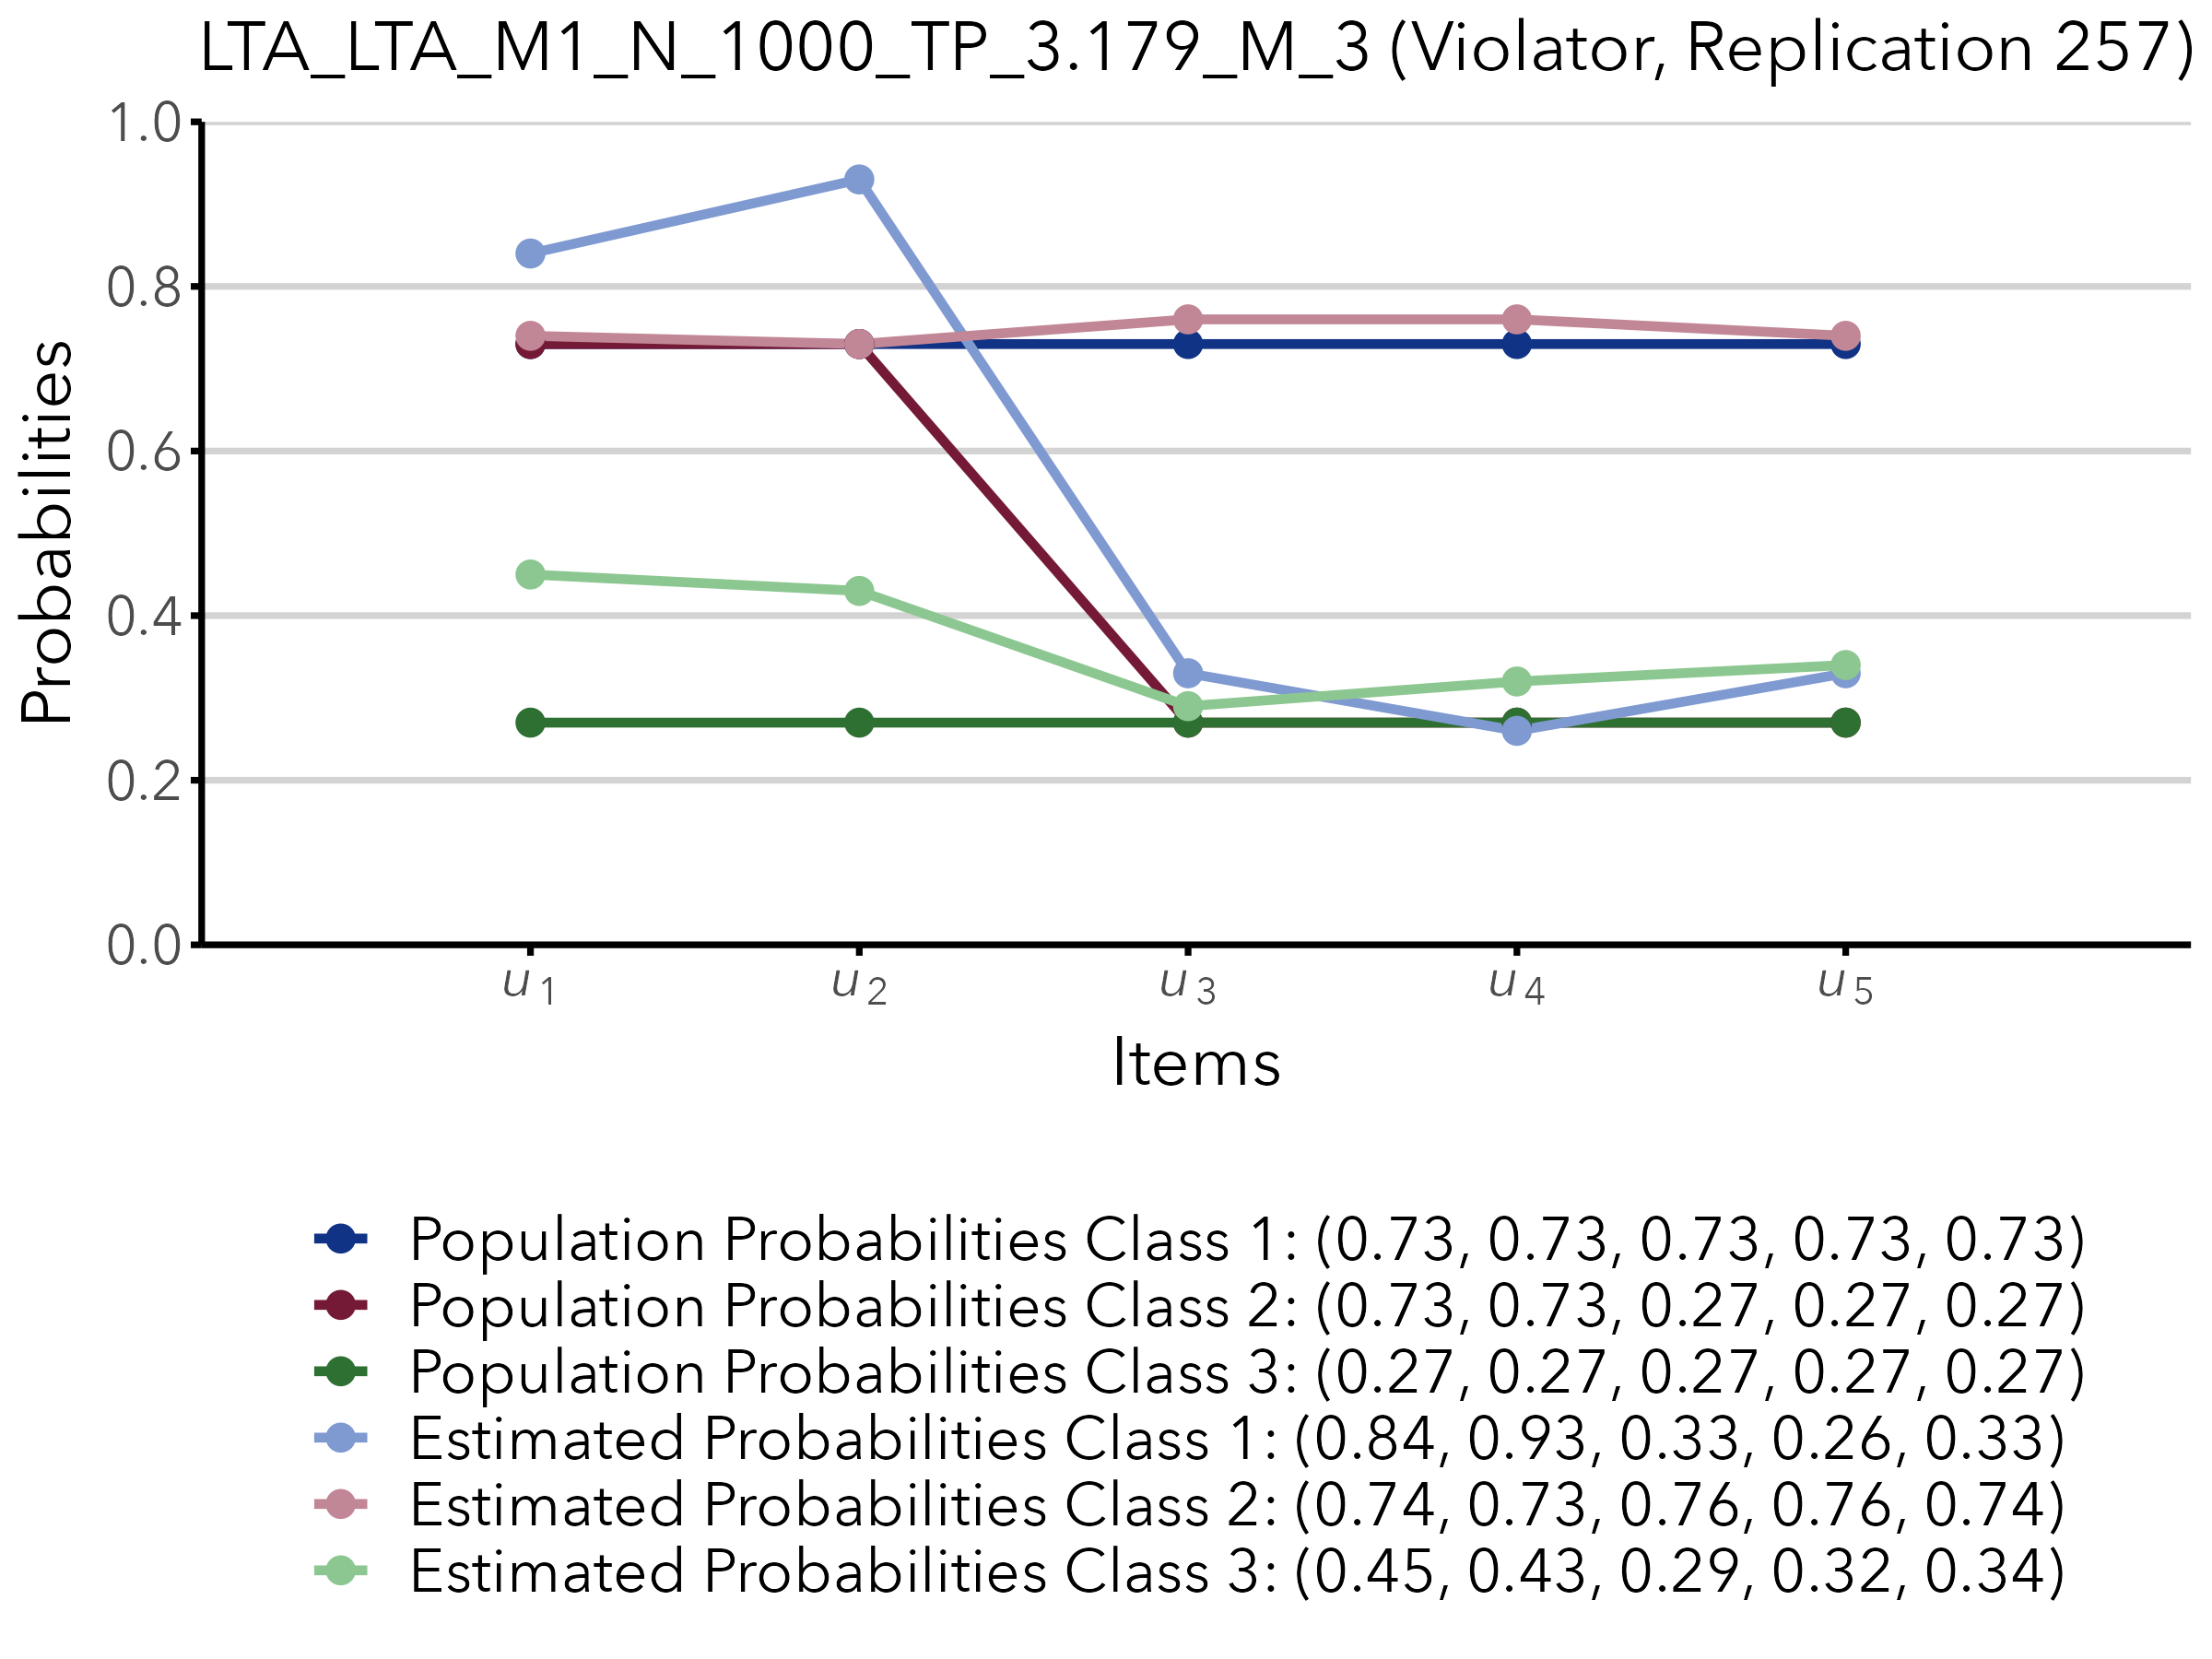 LTA_LTA_M1_N_1000_TP_3.179_M_3 (Violator, Replication 257)
1.0
0.8
0.6
0.4
0.2
0.0
Probabilities
u1 u2 u3 u4 u5
Items
Population Probabilities Class 1: (0.73, 0.73, 0.73, 0.73, 0.73)
Population Probabilities Class 2: (0.73, 0.73, 0.27, 0.27, 0.27)
Population Probabilities Class 3: (0.27, 0.27, 0.27, 0.27, 0.27)
Estimated Probabilities Class 1: (0.84, 0.93, 0.33, 0.26, 0.33)
Estimated Probabilities Class 2: (0.74, 0.73, 0.76, 0.76, 0.74)
Estimated Probabilities Class 3: (0.45, 0.43, 0.29, 0.32, 0.34)